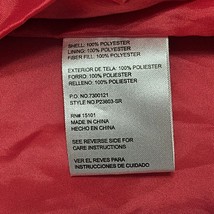 SHELL: 100% POLYESTER
LINING: 100% POLYESTER
FIBER FILL: 100% POLYESTER
EXTERIOR DE TELA: 100% POLIESTER
FORRO: 100% POLIESTER
RELLENO: 100% POLIESTER
P.O. NO.7300121
STYLE NO.P23603-SR
RN# 15101
MADE IN CHINA
HECHO EN CHINA
SEE REVERSE SIDE FOR
CARE INSTRUCTIONS
VER EL REVES PARA
INSTRUCCIONES DE CUIDADO